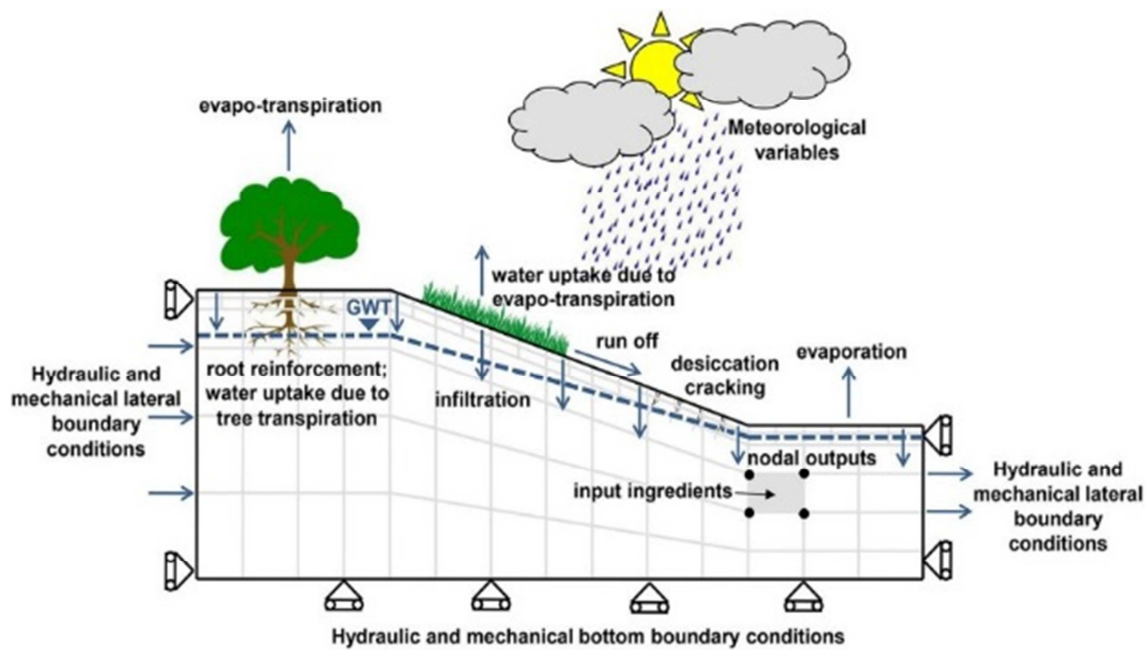 evapo-transpiration
Meteorological
variables
water uptake due to
evapo-transpiration
GWT
run off
desiccation
cracking
evaporation
Hydraulic and
mechanical lateral
boundary
conditions
root reinforcement;
water uptake due to
tree transpiration
infiltration
nodal outputs
input ingredients
Hydraulic and
mechanical lateral
boundary
conditions
Hydraulic and mechanical bottom boundary conditions